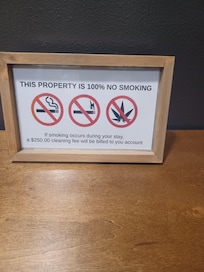 THIS PROPERTY IS 100% NO SMOKING
If smoking occurs during your stay,
a $250.00 cleaning fee will be billed to you account